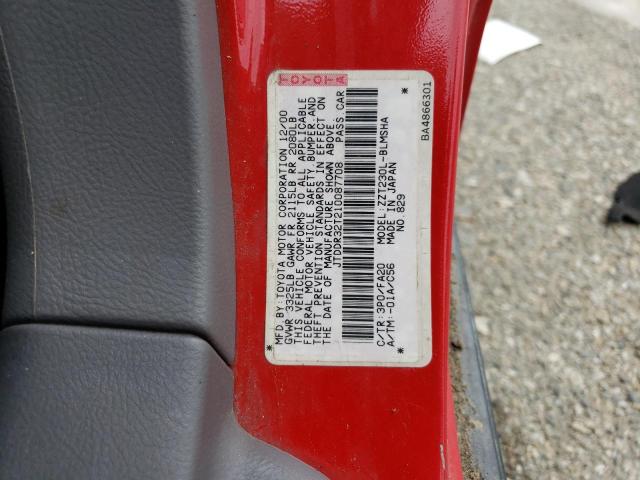 TOYOTA
MFD. BY: TOYOTA MOTOR CORPORATION 12/00
GVWR 3325LB GAWR FR 2115LB RR 2080LB
THIS VEHICLE CONFORMS TO ALL APPLICABLE
FEDERAL MOTOR VEHICLE SAFETY, BUMPER, AND
THEFT PREVENTION STANDARDS IN EFFECT ON
THE DATE OF MANUFACTURE SHOWN ABOVE.
JTDDR32T210087708 PASS. CAR
* *
C/TR: 3P0/FA20 ZZT230L-BLMSHA
A/TM: -01A/C56 MADE IN JAPAN
* NO. 829 *
BA4866301